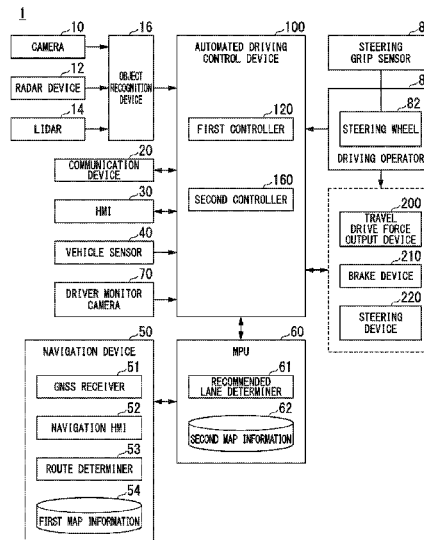 1
10
CAMERA
12
RADAR DEVICE
14
LIDAR
16
OBJECT
RECOGNITION
DEVICE
20
COMMUNICATION
DEVICE
30
HMI
40
VEHICLE SENSOR
70
DRIVER MONITOR
CAMERA
100
AUTOMATED DRIVING
CONTROL DEVICE
120
FIRST CONTROLLER
160
SECOND CONTROLLER
8
STEERING
GRIP SENSOR
8
82
STEERING WHEEL
DRIVING OPERATOR
200
TRAVEL
DRIVE FORCE
OUTPUT DEVICE
210
BRAKE DEVICE
220
STEERING
DEVICE
50
NAVIGATION DEVICE
51
GNSS RECEIVER
52
NAVIGATION HMI
53
ROUTE DETERMINER
54
FIRST MAP INFORMATION
60
MPU
61
RECOMMENDED
LANE DETERMINER
62
SECOND MAP INFORMATION